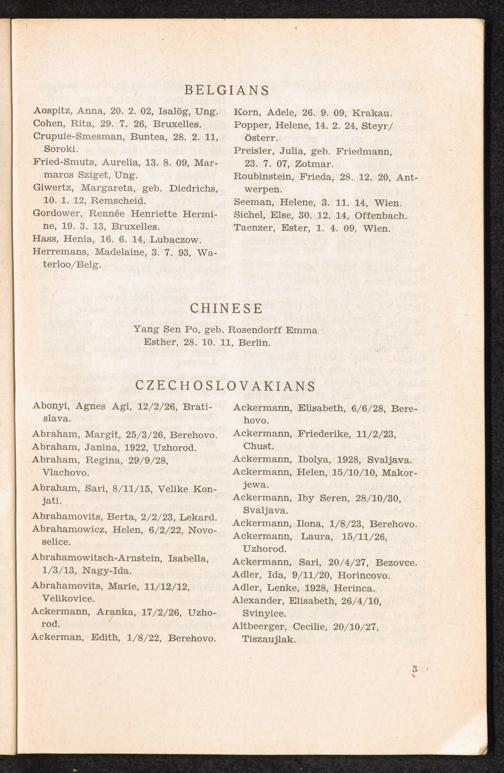 BELGIANS
Aospitz, Anna, 20. 2. 02, Isalög, Ung.
Cohen, Rita, 29. 7. 26, Bruxelles.
Crupuie-Smesman, Buntea, 28. 2. 11,
Soroki.
Fried-Smuts, Aurelia, 13. 8. 09, Mar-
maros Sziget, Ung.
Giwertz, Margareta, geb. Diedrichs,
10. 1. 12, Remscheid.
Gordower, Rennée Henriette Hermi-
ne, 19. 3. 13, Bruxelles.
Hass, Henia, 16. 6. 14, Lubaczow.
Herremans, Madelaine, 3. 7. 93, Wa-
terloo/Belg.
Korn, Adele, 26. 9. 09, Krakau.
Popper, Helene, 14. 2. 24, Steyr/
Österr.
Preisler, Julia, geb. Friedmann,
23. 7. 07, Zotmar.
Roubinstein, Frieda, 28. 12. 20, Ant-
werpen.
Seeman, Helene, 3. 11. 14, Wien.
Sichel, Else, 30. 12. 14, Offenbach.
Taenzer, Ester, 1. 4. 09, Wien.
CHINESE
Yang Sen Po, geb. Rosendorff Emma
Esther, 28. 10. 11, Berlin.
CZECHOSLOVAKIANS
Abonyi, Agnes Agi, 12/2/26, Brati-
slava.
Abraham, Margit, 25/3/26, Berehovo.
Abraham, Janina, 1922, Uzhorod.
Abraham, Regina, 29/9/28,
Vlachovo.
Abraham, Sari, 8/11/15, Velike Kon-
jati.
Abrahamovits, Berta, 2/2/23, Lekard.
Abrahamowicz, Helen, 6/2/22, Novo-
selice.
Abrahamowitsch-Arnstein, Isabella,
1/3/13, Nagy-Ida.
Abrahamovits, Marie, 11/12/12,
Velikovice.
Ackermann, Aranka, 17/2/26, Uzho-
rod.
Ackerman, Edith, 1/8/22, Berehovo.
Ackermann, Elisabeth, 6/6/28, Bere-
hovo.
Ackermann, Friederike, 11/2/23,
Chust.
Ackermann, Ibolya, 1928, Svaljava.
Ackermann, Helen, 15/10/10, Makor-
jewa.
Ackermann, Iby Seren, 28/10/30,
Svaljava.
Ackermann, Ilona, 1/8/23, Berehovo.
Ackermann, Laura, 15/11/26,
Uzhorod.
Ackermann, Sari, 20/4/27, Bezovce.
Adler, Ida, 9/11/20, Horincovo.
Adler, Lenke, 1928, Herinca.
Alexander, Elisabeth, 26/4/10,
Svinyice.
Altbeerger, Cecilie, 20/10/27,
Tiszaujlak.
3